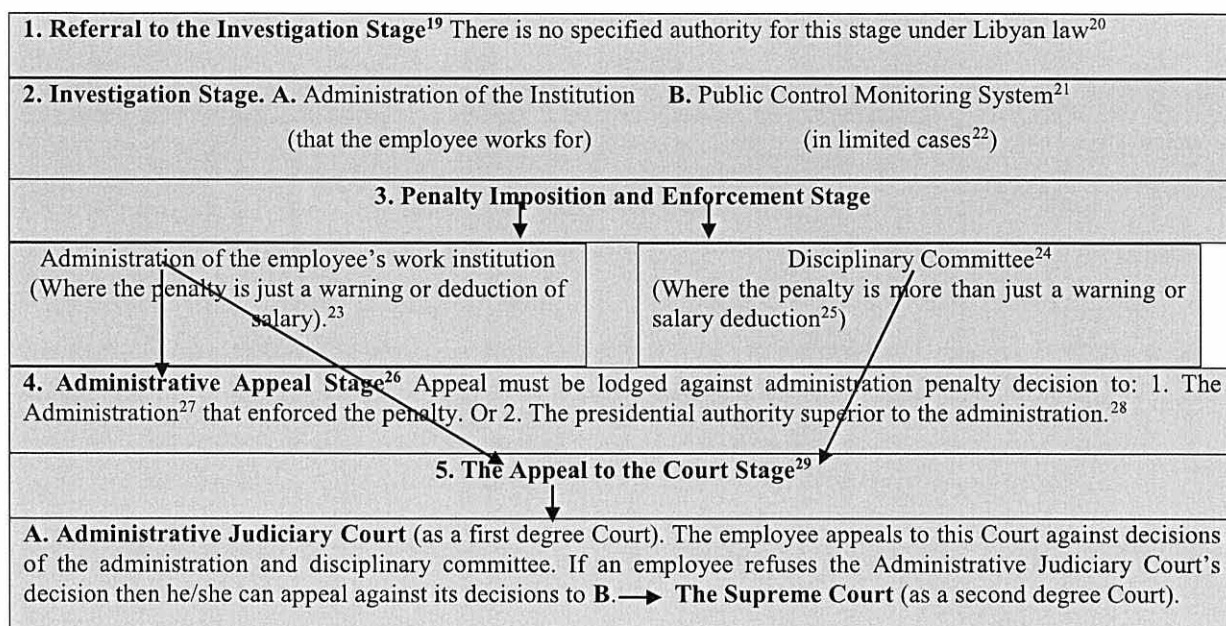 1. Referral to the Investigation Stage¹⁹ There is no specified authority for this stage under Libyan law²⁰
2. Investigation Stage. A. Administration of the Institution B. Public Control Monitoring System²¹
(that the employee works for) (in limited cases²²)
3. Penalty Imposition and Enforcement Stage
Administration of the employee's work institution
(Where the penalty is just a warning or deduction of
salary).²³
Disciplinary Committee²⁴
(Where the penalty is more than just a warning or
salary deduction²⁵)
4. Administrative Appeal Stage²⁶ Appeal must be lodged against administration penalty decision to: 1. The
Administration²⁷ that enforced the penalty. Or 2. The presidential authority superior to the administration.²⁸
5. The Appeal to the Court Stage²⁹
A. Administrative Judiciary Court (as a first degree Court). The employee appeals to this Court against decisions
of the administration and disciplinary committee. If an employee refuses the Administrative Judiciary Court's
decision then he/she can appeal against its decisions to B. → The Supreme Court (as a second degree Court).